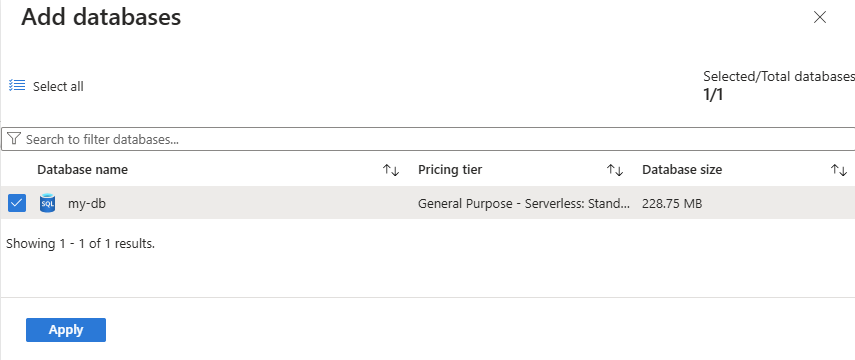 Add databases
Select all
Selected/Total databases
1/1
Search to filter databases...
Database name Pricing tier Database size
SQL my-db General Purpose - Serverless: Stand... 228.75 MB
Showing 1 - 1 of 1 results.
Apply